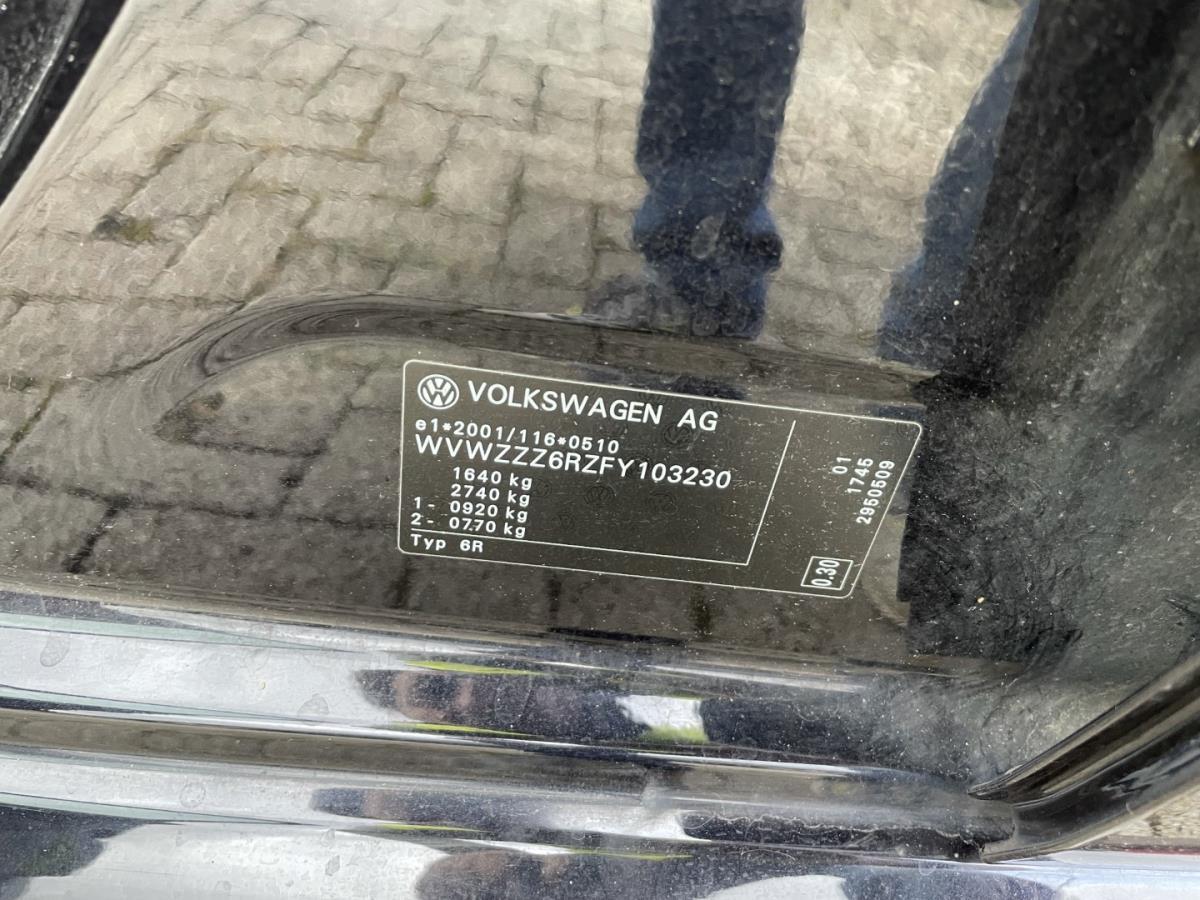 VOLKSWAGEN AG
e1*2001/116*0510
WVWZZZ6RZFY103230
1640 kg
2740 kg
1- 0920 kg
2- 0770 kg
Typ 6R
01
1745
2950509
0.30